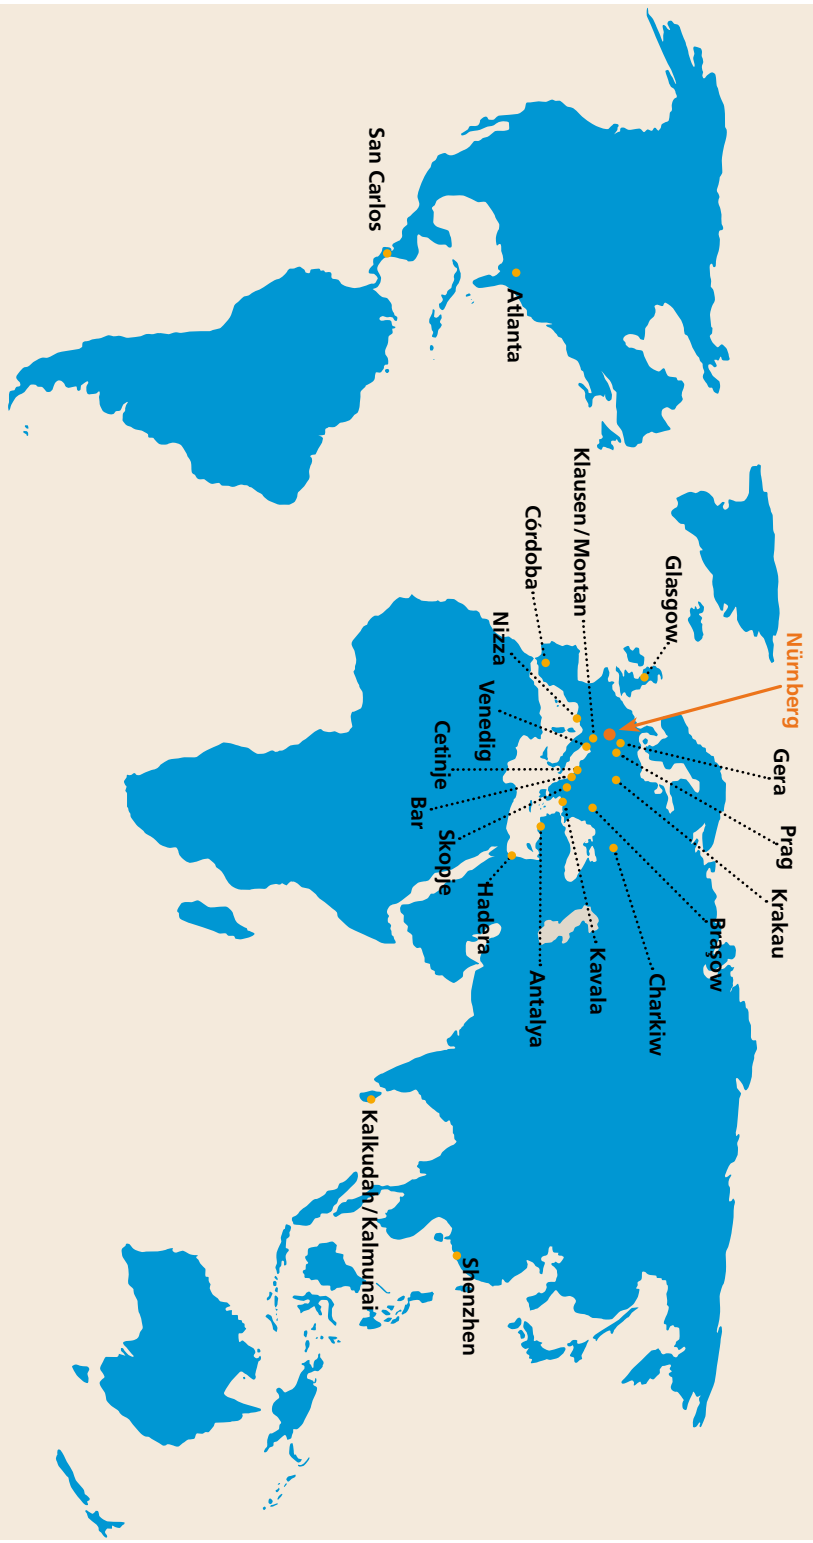 Nürnberg
Glasgow
Gera
Prag
Krakau
Braşow
Charkiw
Klausen/Montan
Córdoba
Nizza
Venedig
Cetinje
Bar
Skopje
Hadera
Antalya
Kavala
Atlanta
San Carlos
Shenzhen
Kalkudah/Kalmunai